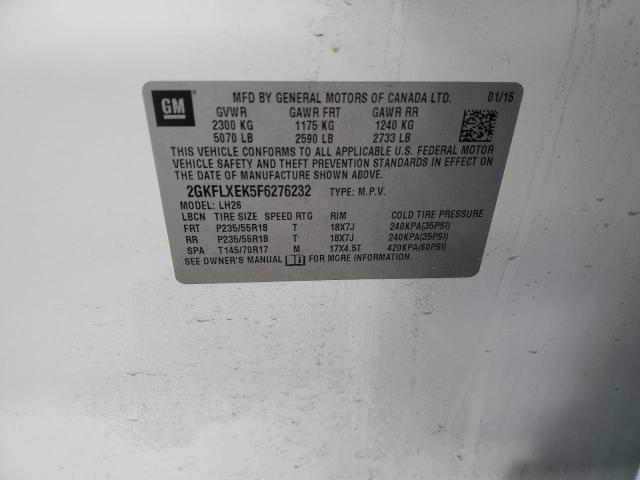 GM
MFD BY GENERAL MOTORS OF CANADA LTD. 01/15
GVWR GAWR FRT GAWR RR
2300 KG 1175 KG 1240 KG
5070 LB 2590 LB 2733 LB
THIS VEHICLE CONFORMS TO ALL APPLICABLE U.S. FEDERAL MOTOR
VEHICLE SAFETY AND THEFT PREVENTION STANDARDS IN EFFECT ON
THE DATE OF MANUFACTURE SHOWN ABOVE.
2GKFLXEK5F6276232 TYPE: M.P.V.
MODEL: LH26
LBCN TIRE SIZE SPEED RTG RIM COLD TIRE PRESSURE
FRT P235/55R18 T 18X7J 240KPA(35PSI)
RR P235/55R18 T 18X7J 240KPA(35PSI)
SPA T145/70R17 M 17X4.5T 420KPA(60PSI)
SEE OWNER'S MANUAL FOR MORE INFORMATION.